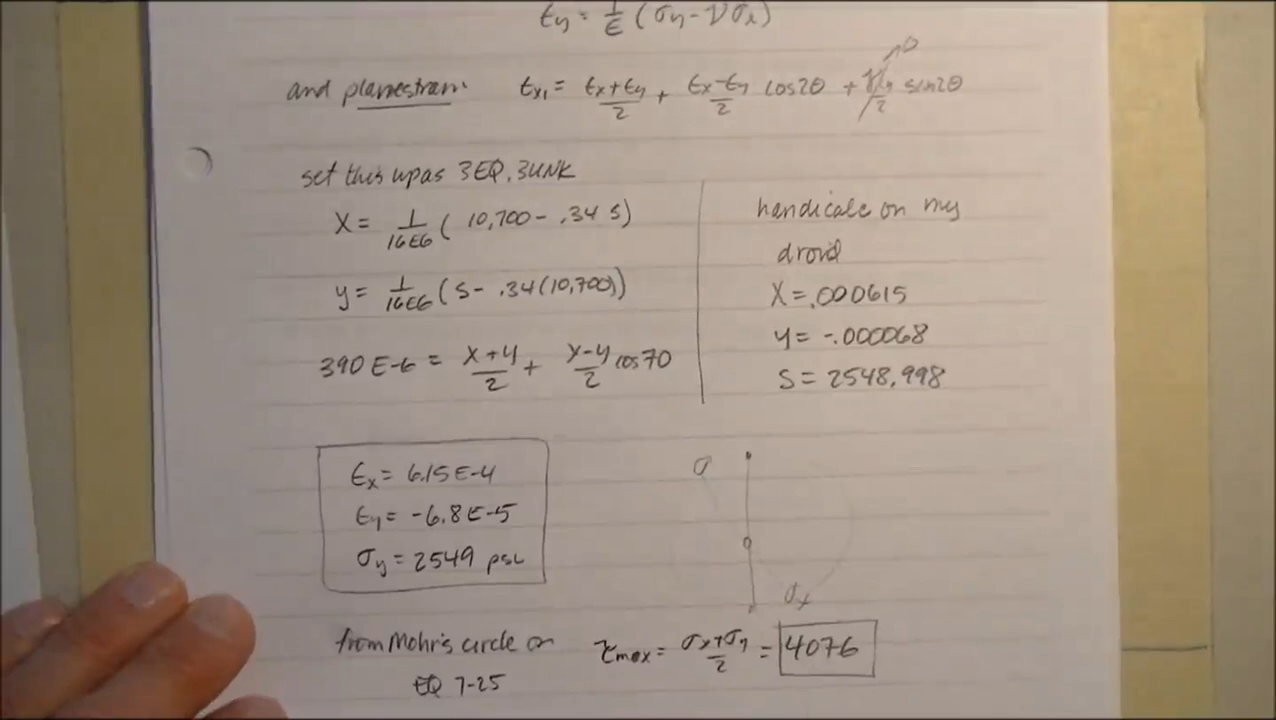 εy = 1/E (σy - νσx)
and planestrain: εx1 = εx+εy/2 + εx-εy/2 cos2θ + γxy/2 sin2θ
0
set this up as 3EQ, 3UNK
X = 1/16E6 ( 10,700 - .34 S)
y = 1/16E6 (S - .34(10,700))
390 E-6 = X+Y/2 + X-Y/2 cos70
handicalc on my
droid
X = .000615
Y = -.000068
S = 2548.998
εx = 6.15E-4
εy = -6.8E-5
σy = 2549 psi
σ
0
σx
from Mohr's circle or
EQ 7-25
τmax = σx+σy/2 = 4076